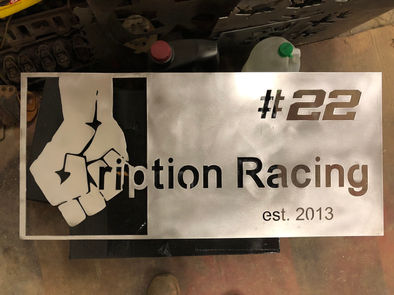 #22
ription Racing
est. 2013